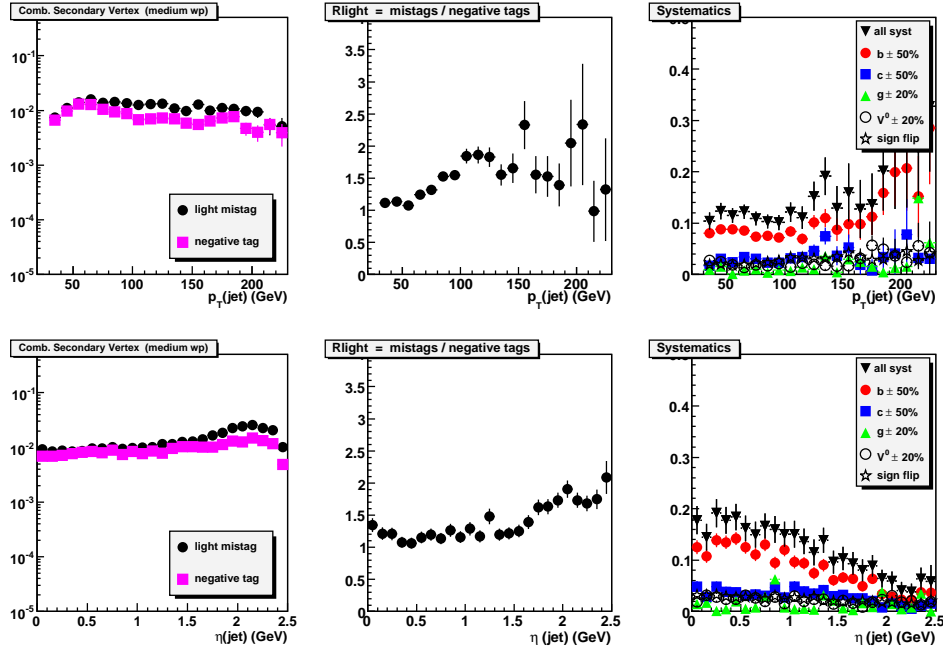 Comb. Secondary Vertex (medium wp)
10^-1
10^-2
10^-3
10^-4
10^-5
50 100 150 200
p_T(jet) (GeV)
light mistag
negative tag
Rlight = mistags / negative tags
4
3.5
3
2.5
2
1.5
1
0.5
0
50 100 150 200
p_T(jet) (GeV)
Systematics
0.4
0.3
0.2
0.1
0
50 100 150 200
p_T(jet) (GeV)
all syst
b ± 50%
c ± 50%
g ± 20%
V^0 ± 20%
sign flip
Comb. Secondary Vertex (medium wp)
10^-1
10^-2
10^-3
10^-4
10^-5
0 0.5 1 1.5 2 2.5
η(jet) (GeV)
light mistag
negative tag
Rlight = mistags / negative tags
4
3.5
3
2.5
2
1.5
1
0.5
0
0 0.5 1 1.5 2 2.5
η (jet) (GeV)
Systematics
0.4
0.3
0.2
0.1
0
0 0.5 1 1.5 2 2.5
η (jet) (GeV)
all syst
b ± 50%
c ± 50%
g ± 20%
V^0 ± 20%
sign flip